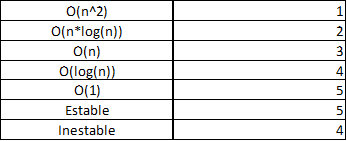 O(n^2) 1
O(n*log(n)) 2
O(n) 3
O(log(n)) 4
O(1) 5
Estable 5
Inestable 4